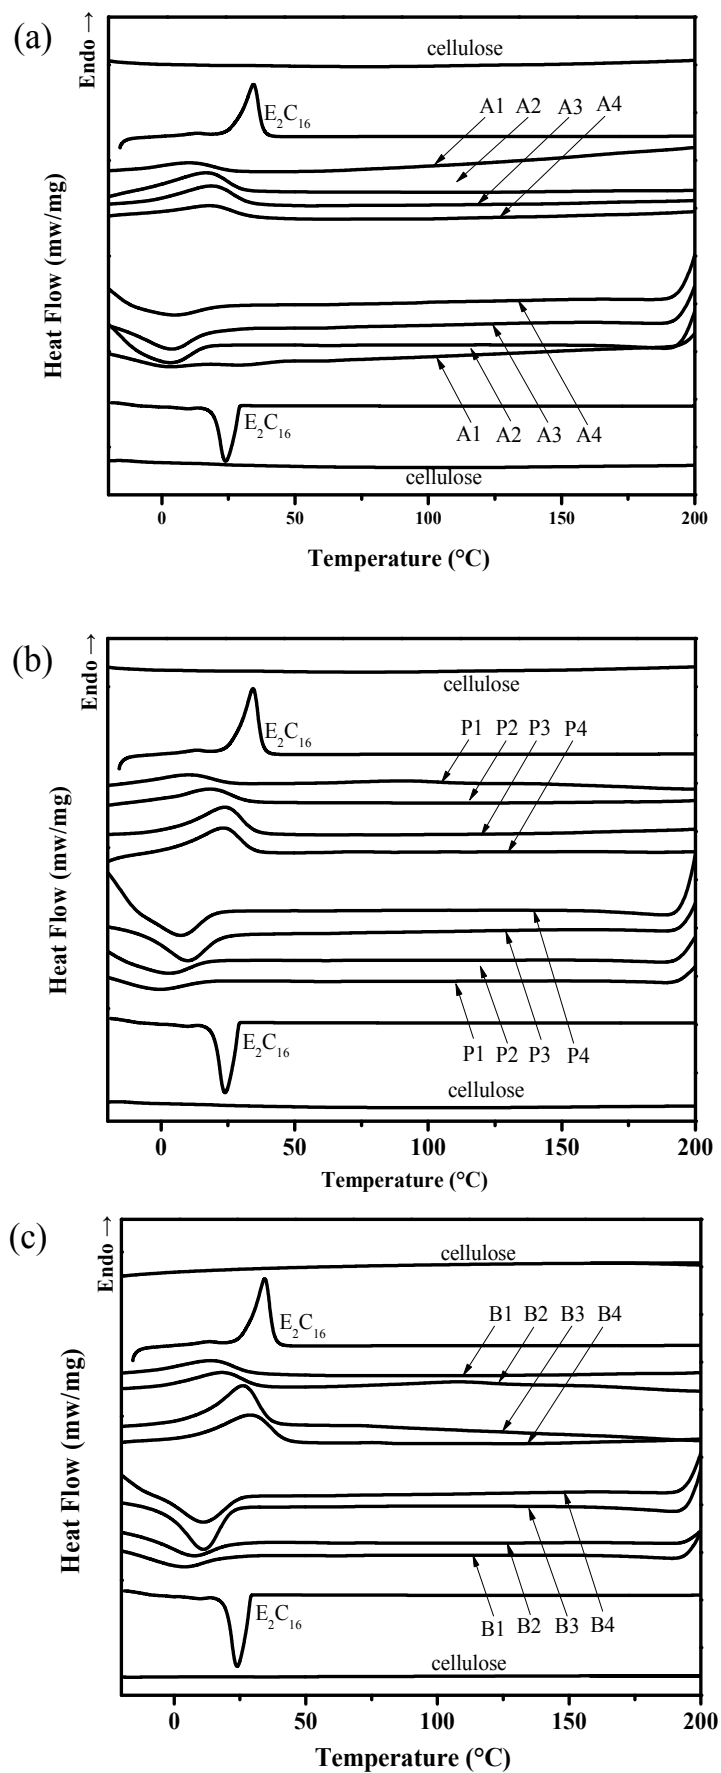 (a)
Endo →
Heat Flow (mw/mg)
cellulose
E₂C₁₆
A1 A2 A3 A4
E₂C₁₆
A1 A2 A3 A4
cellulose
0 50 100 150 200
Temperature (°C)
(b)
Endo →
Heat Flow (mw/mg)
cellulose
E₂C₁₆
P1 P2 P3 P4
E₂C₁₆
P1 P2 P3 P4
cellulose
0 50 100 150 200
Temperature (°C)
(c)
Endo →
Heat Flow (mw/mg)
cellulose
E₂C₁₆
B1 B2 B3 B4
E₂C₁₆
B1 B2 B3 B4
cellulose
0 50 100 150 200
Temperature (°C)